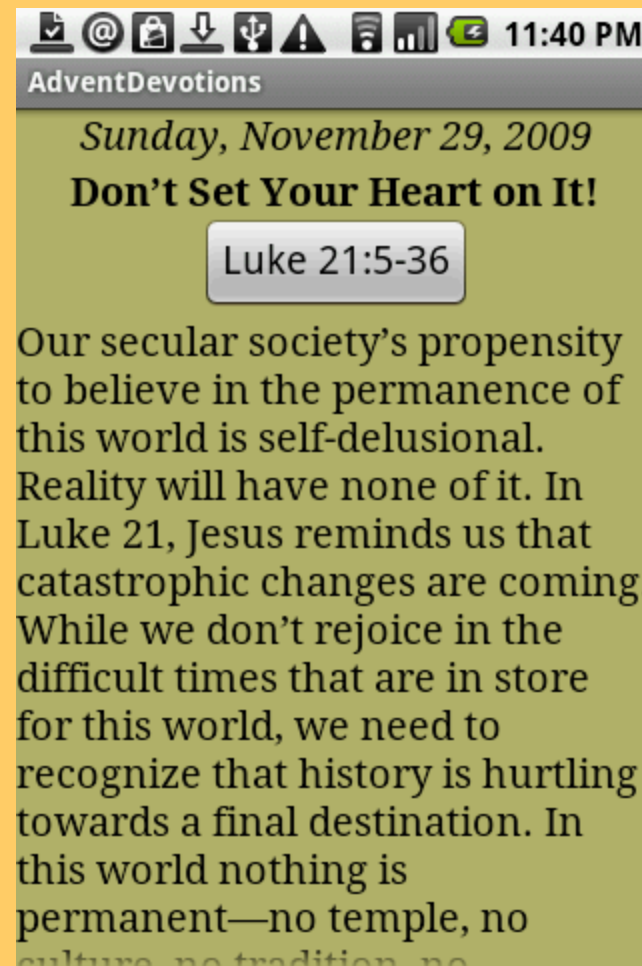 11:40 PM
AdventDevotions
Sunday, November 29, 2009
Don’t Set Your Heart on It!
Luke 21:5-36
Our secular society’s propensity
to believe in the permanence of
this world is self-delusional.
Reality will have none of it. In
Luke 21, Jesus reminds us that
catastrophic changes are coming
While we don’t rejoice in the
difficult times that are in store
for this world, we need to
recognize that history is hurtling
towards a final destination. In
this world nothing is
permanent—no temple, no
culture, no tradition, no